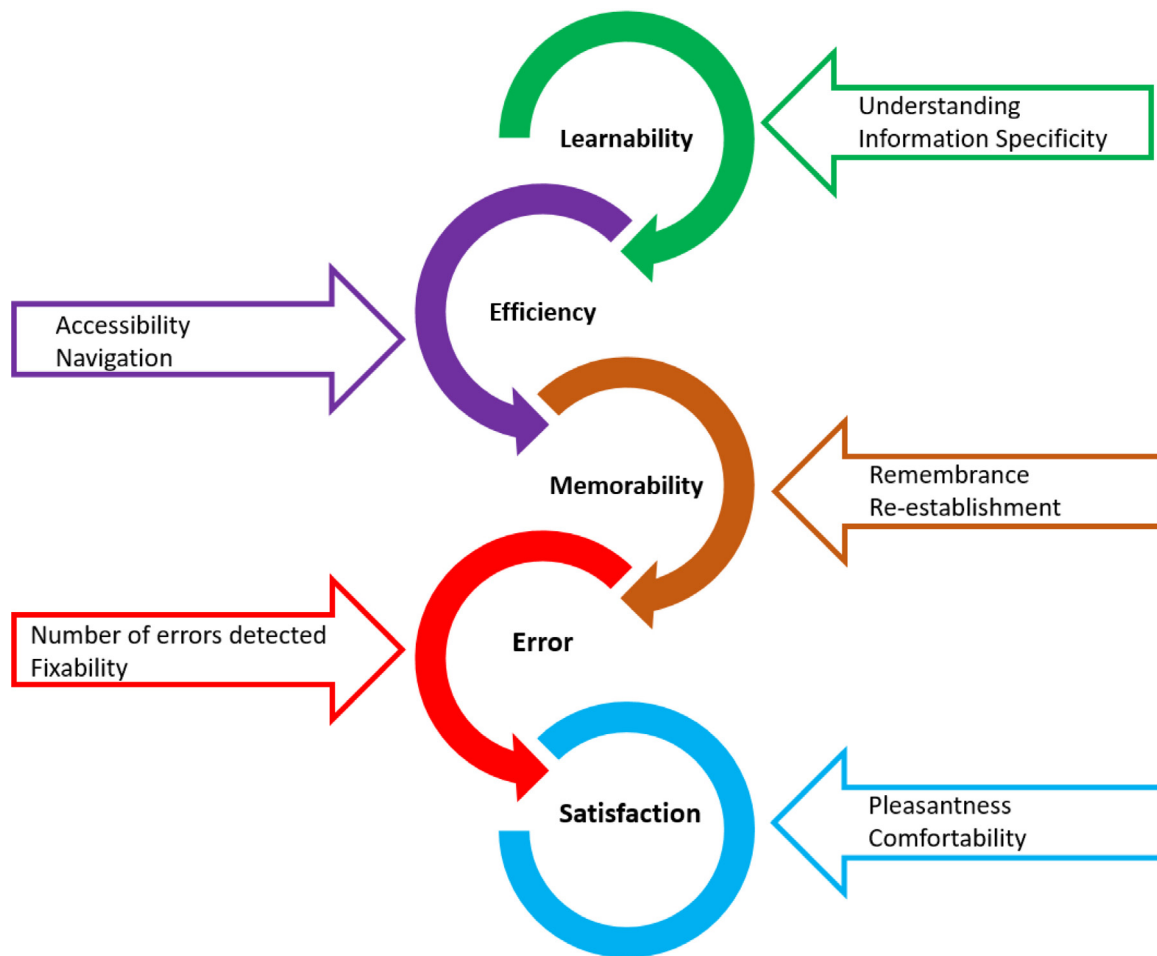 Learnability
Understanding
Information Specificity
Efficiency
Accessibility
Navigation
Memorability
Remembrance
Re-establishment
Error
Number of errors detected
Fixability
Satisfaction
Pleasantness
Comfortability